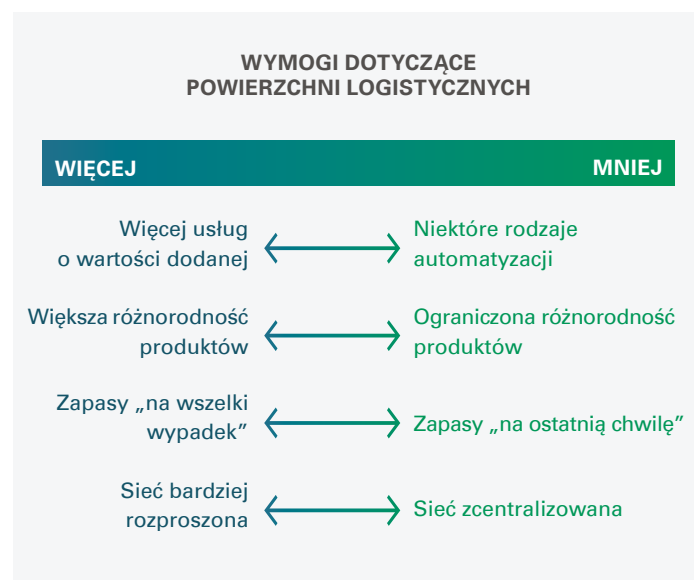 WYMOGI DOTYCZĄCE
POWIERZCHNI LOGISTYCZNYCH
WIĘCEJ
MNIEJ
Więcej usług
o wartości dodanej
Niektóre rodzaje
automatyzacji
Większa różnorodność
produktów
Ograniczona różnorodność
produktów
Zapasy „na wszelki
wypadek”
Zapasy „na ostatnią chwilę”
Sieć bardziej
rozproszona
Sieć zcentralizowana